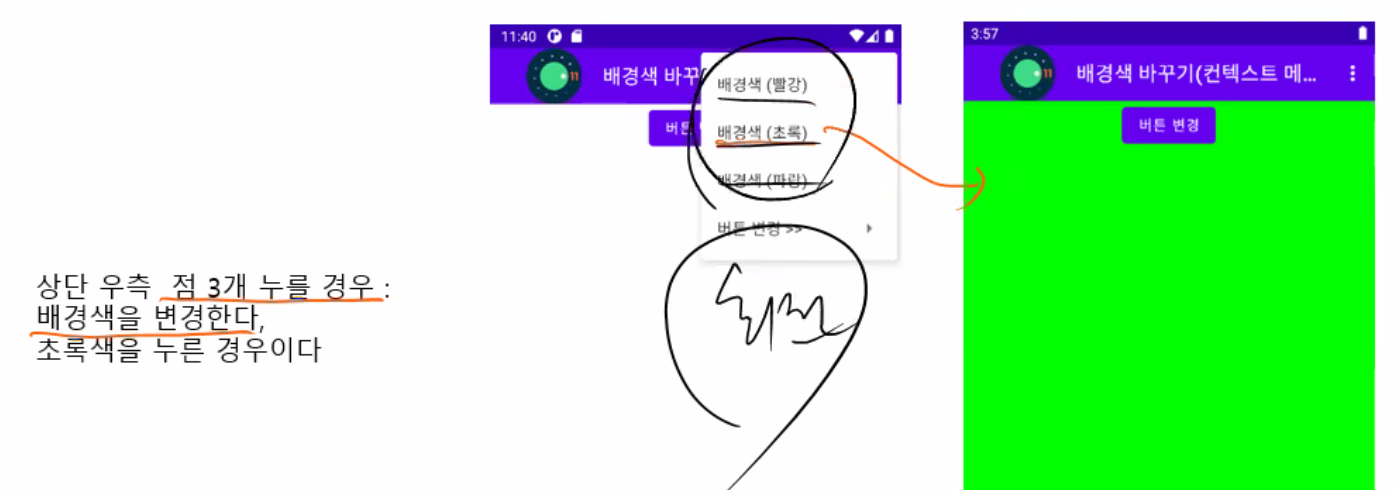 상단 우측 점 3개 누를 경우 :
배경색을 변경한다,
초록색을 누른 경우이다
11:40
배경색 바꾸
배경색 (빨강)
배경색 (초록)
배경색 (파랑)
버튼 변경 >>
버튼
회전
3:57
11
배경색 바꾸기(컨텍스트 메...
버튼 변경